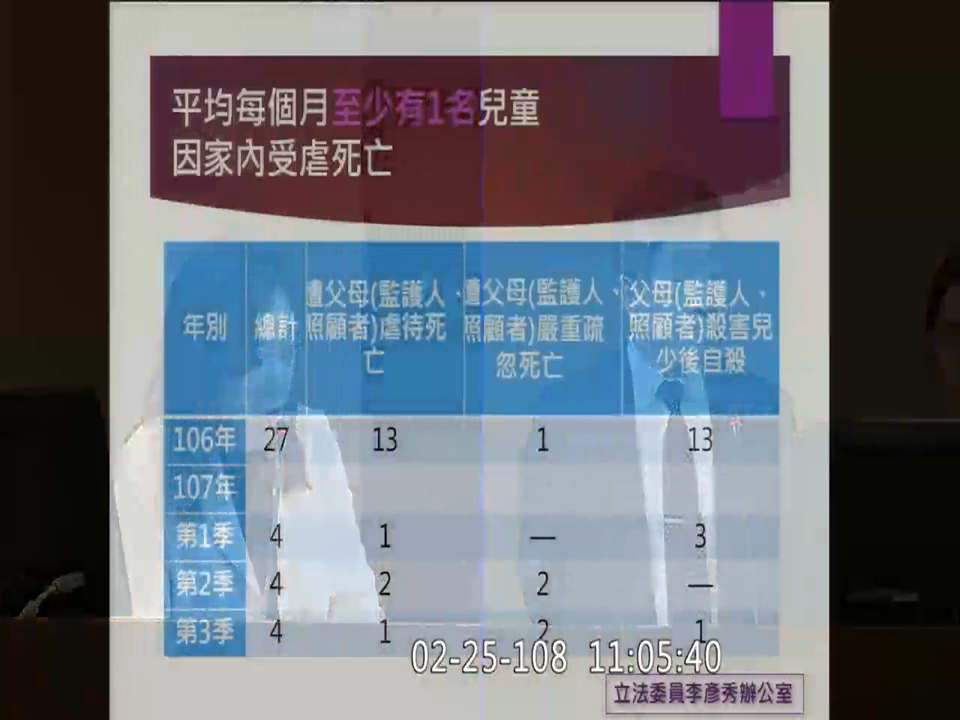 平均每個月至少有1名兒童
因家內受虐死亡
年別 總計 遭父母(監護人、照顧者)虐待死亡 遭父母(監護人、照顧者)嚴重疏忽死亡 父母(監護人、照顧者)殺害兒少後自殺
106年 27 13 1 13
107年
第1季 4 1 — 3
第2季 4 2 2 —
第3季 4 1 2 1
02-25-108 11:05:40
立法委員李彥秀辦公室